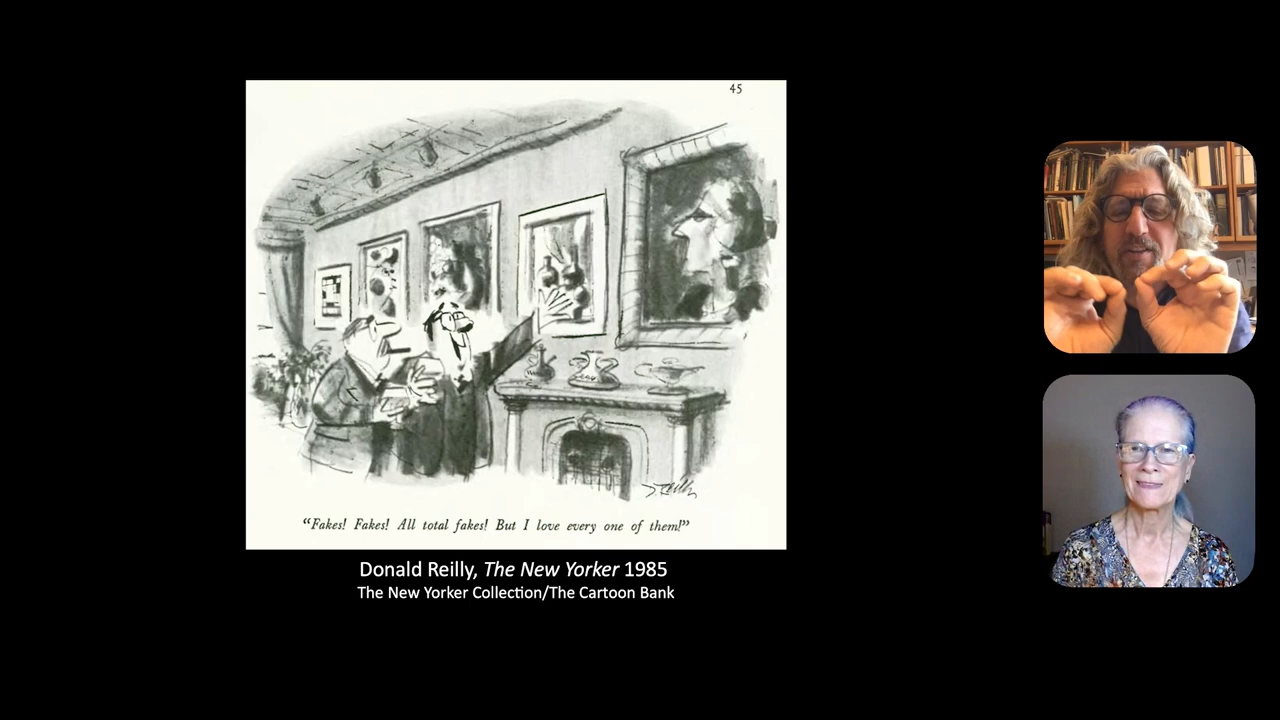 45
D Reilly
“Fakes! Fakes! All total fakes! But I love every one of them!”
Donald Reilly, The New Yorker 1985
The New Yorker Collection/The Cartoon Bank